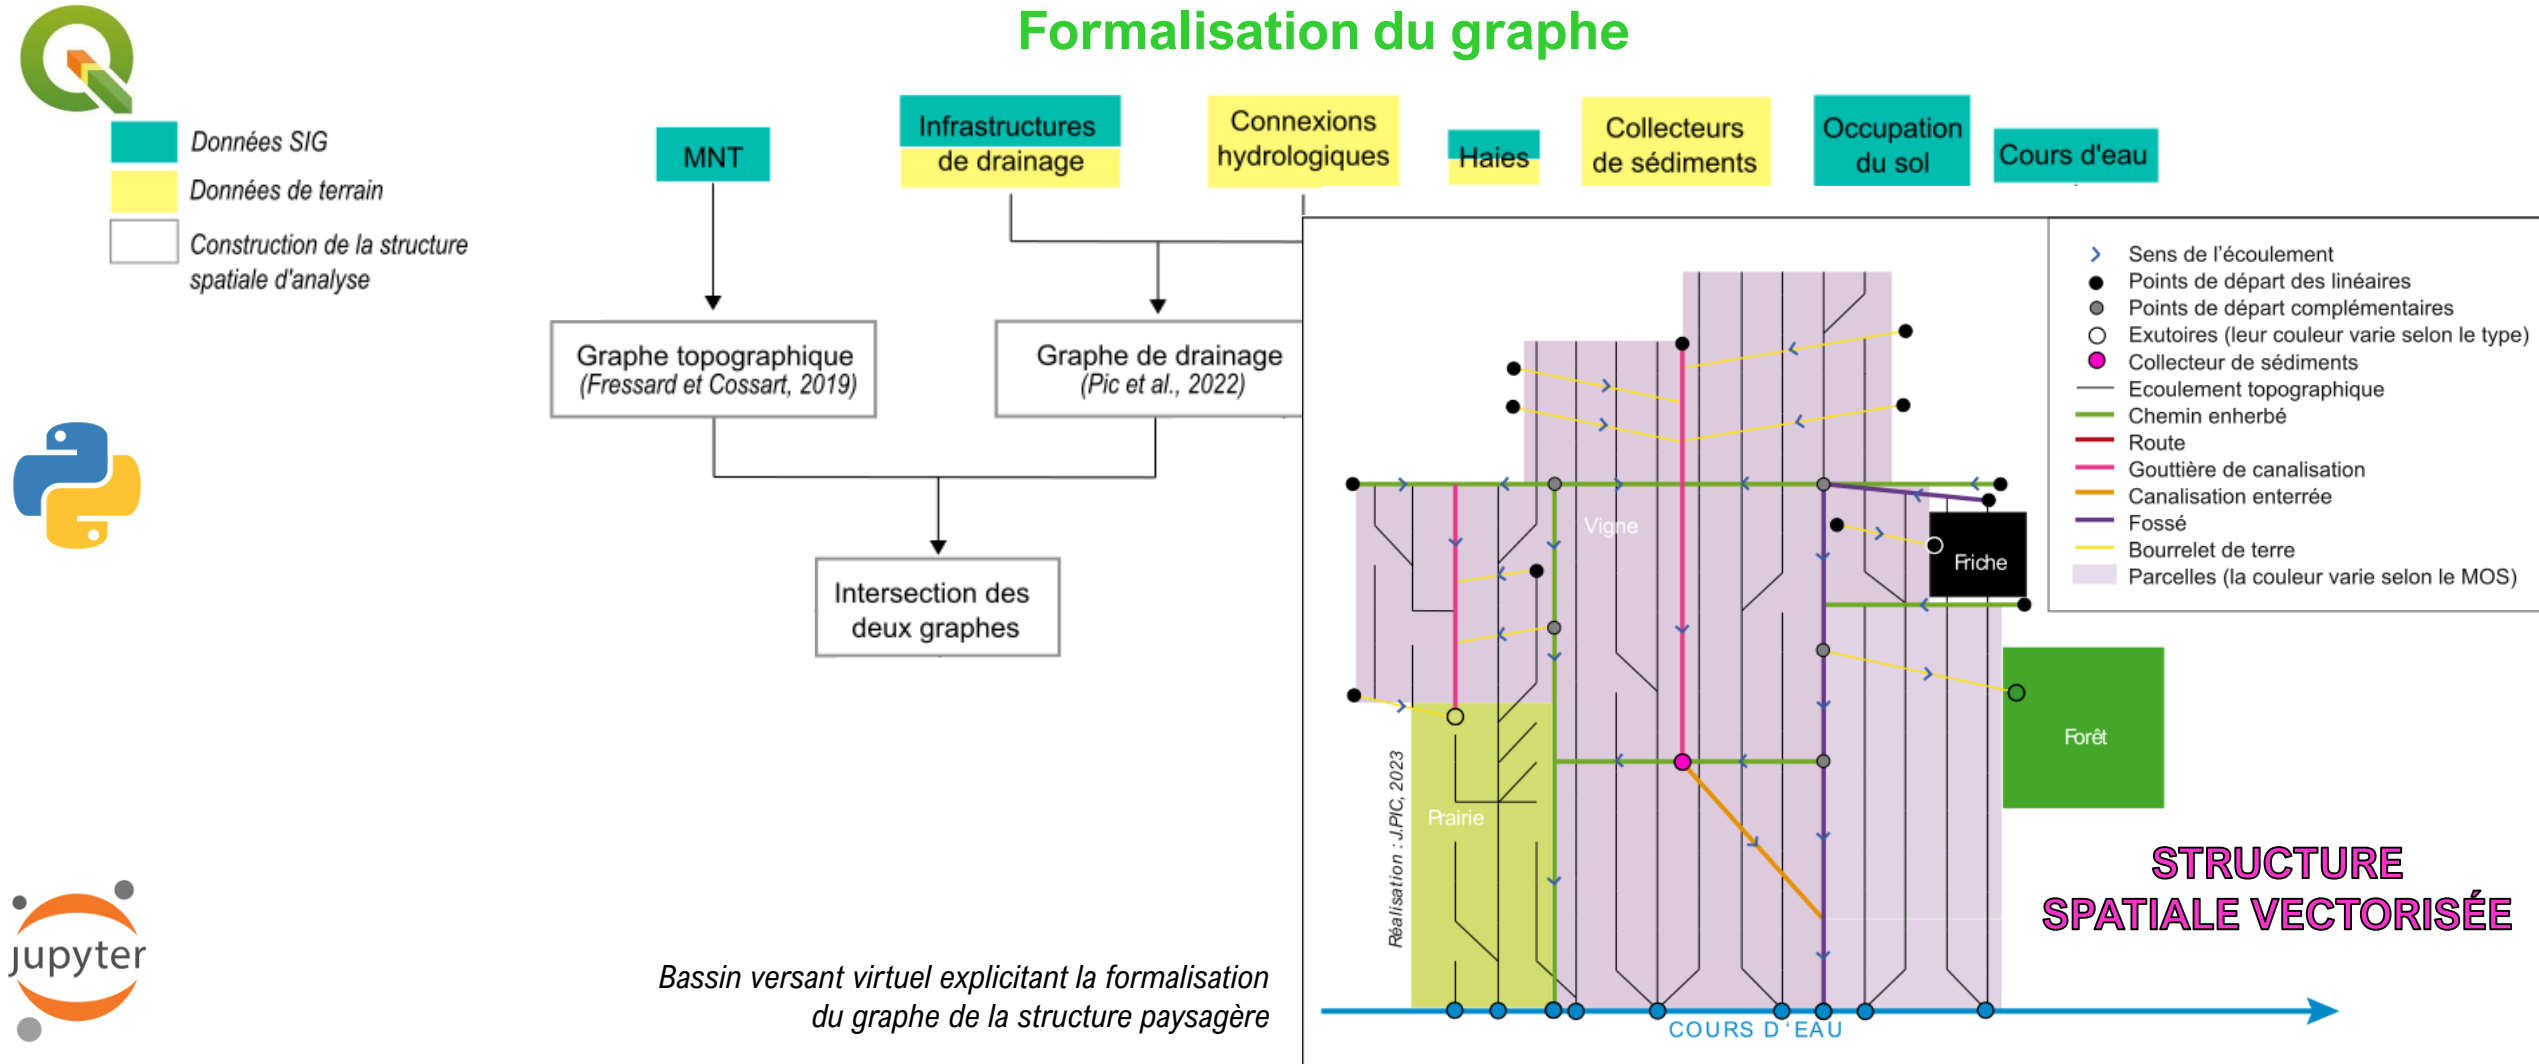 Formalisation du graphe
Données SIG
Données de terrain
Construction de la structure
spatiale d'analyse
MNT
Infrastructures
de drainage
Connexions
hydrologiques
Haies
Collecteurs
de sédiments
Occupation
du sol
Cours d'eau
Graphe topographique
(Fressard et Cossart, 2019)
Graphe de drainage
(Pic et al., 2022)
Intersection des
deux graphes
Sens de l'écoulement
Points de départ des linéaires
Points de départ complémentaires
Exutoires (leur couleur varie selon le type)
Collecteur de sédiments
Ecoulement topographique
Chemin enherbé
Route
Gouttière de canalisation
Canalisation enterrée
Fossé
Bourrelet de terre
Parcelles (la couleur varie selon le MOS)
Vigne
Friche
Forêt
Prairie
Réalisation : J.PIC, 2023
STRUCTURE
SPATIALE VECTORISÉE
COURS D'EAU
jupyter
Bassin versant virtuel explicitant la formalisation
du graphe de la structure paysagère